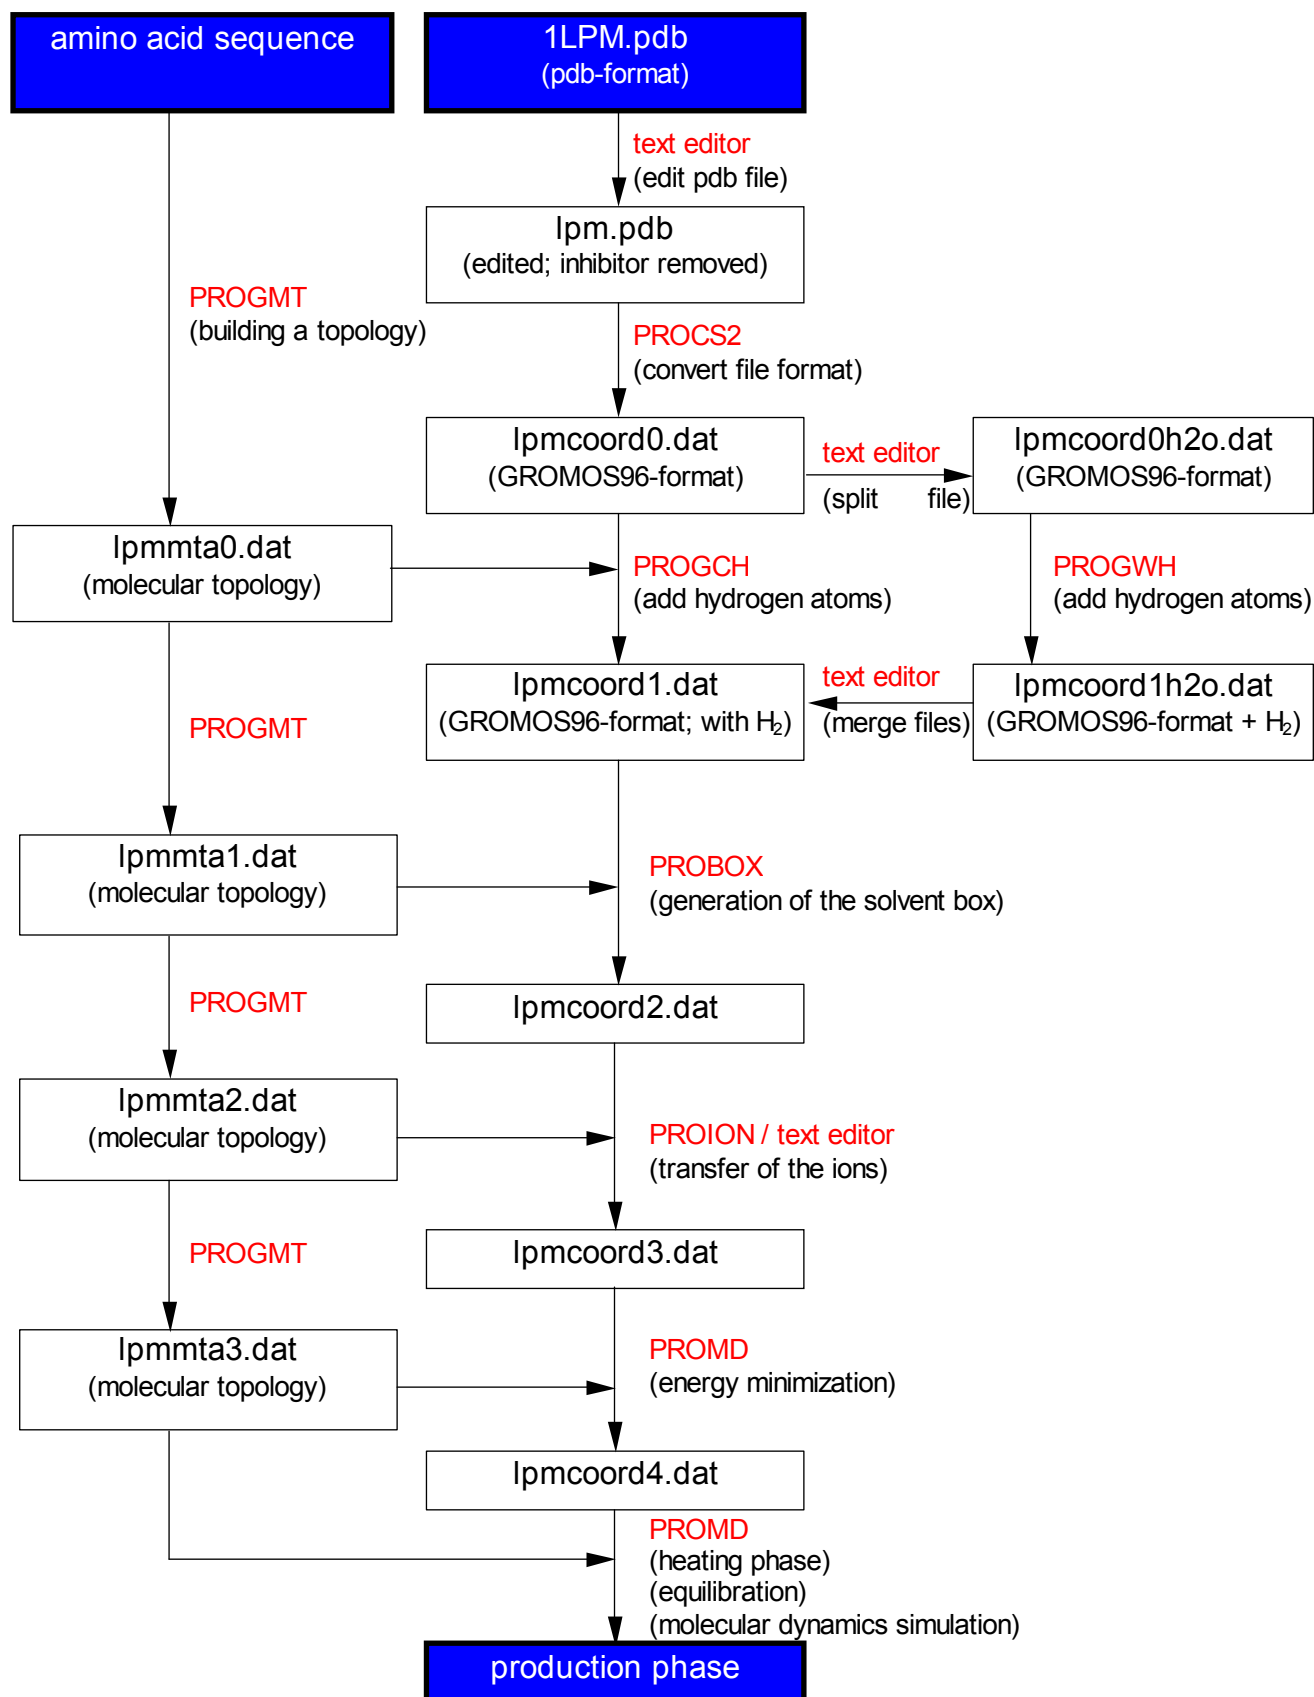 amino acid sequence
1LPM.pdb
(pdb-format)
text editor
(edit pdb file)
lpm.pdb
(edited; inhibitor removed)
PROGMT
(building a topology)
PROCS2
(convert file format)
lpmcoord0.dat
(GROMOS96-format)
text editor
(split file)
lpmcoord0h2o.dat
(GROMOS96-format)
lpmmta0.dat
(molecular topology)
PROGCH
(add hydrogen atoms)
PROGWH
(add hydrogen atoms)
lpmcoord1.dat
(GROMOS96-format; with H₂)
text editor
(merge files)
lpmcoord1h2o.dat
(GROMOS96-format + H₂)
PROGMT
lpmmta1.dat
(molecular topology)
PROBOX
(generation of the solvent box)
PROGMT
lpmcoord2.dat
lpmmta2.dat
(molecular topology)
PROION / text editor
(transfer of the ions)
PROGMT
lpmcoord3.dat
lpmmta3.dat
(molecular topology)
PROMD
(energy minimization)
lpmcoord4.dat
PROMD
(heating phase)
(equilibration)
(molecular dynamics simulation)
production phase